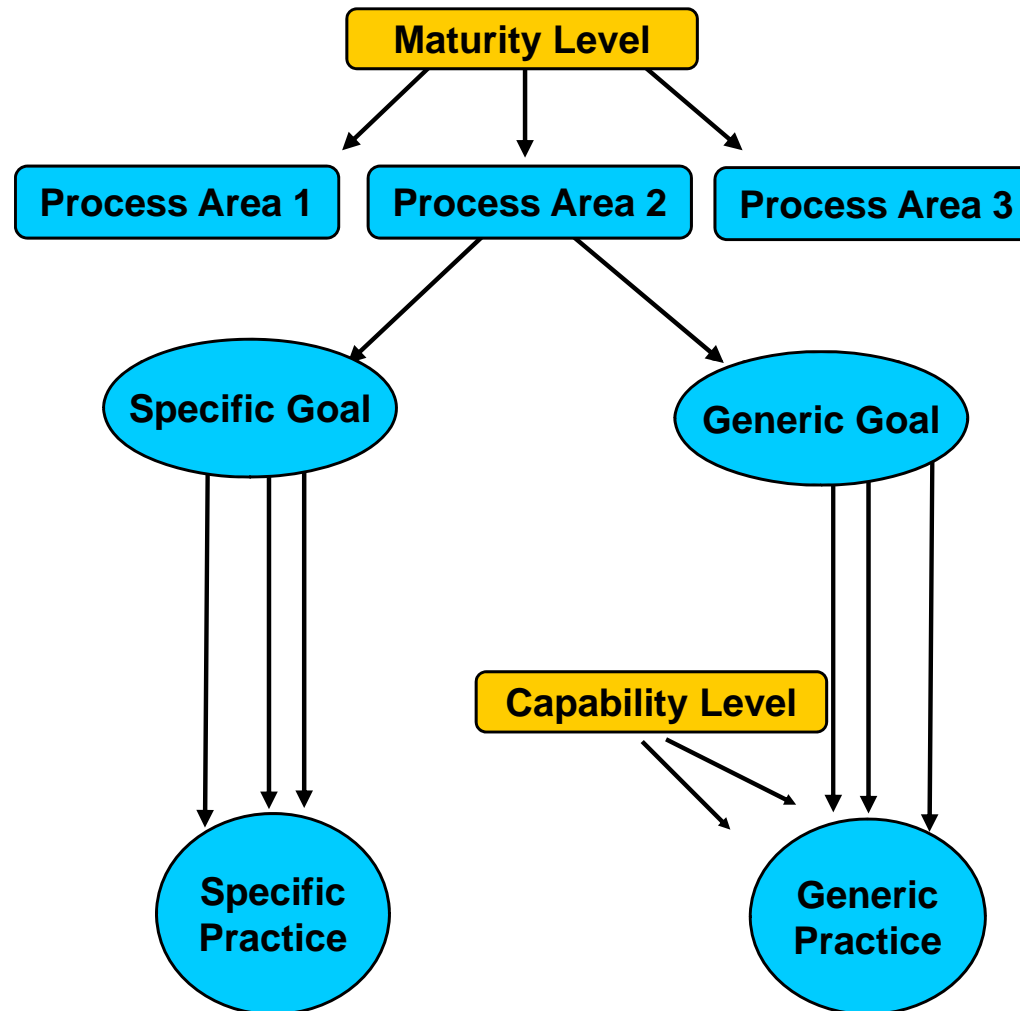 Maturity Level
Process Area 1
Process Area 2
Process Area 3
Specific Goal
Generic Goal
Capability Level
Specific
Practice
Generic
Practice